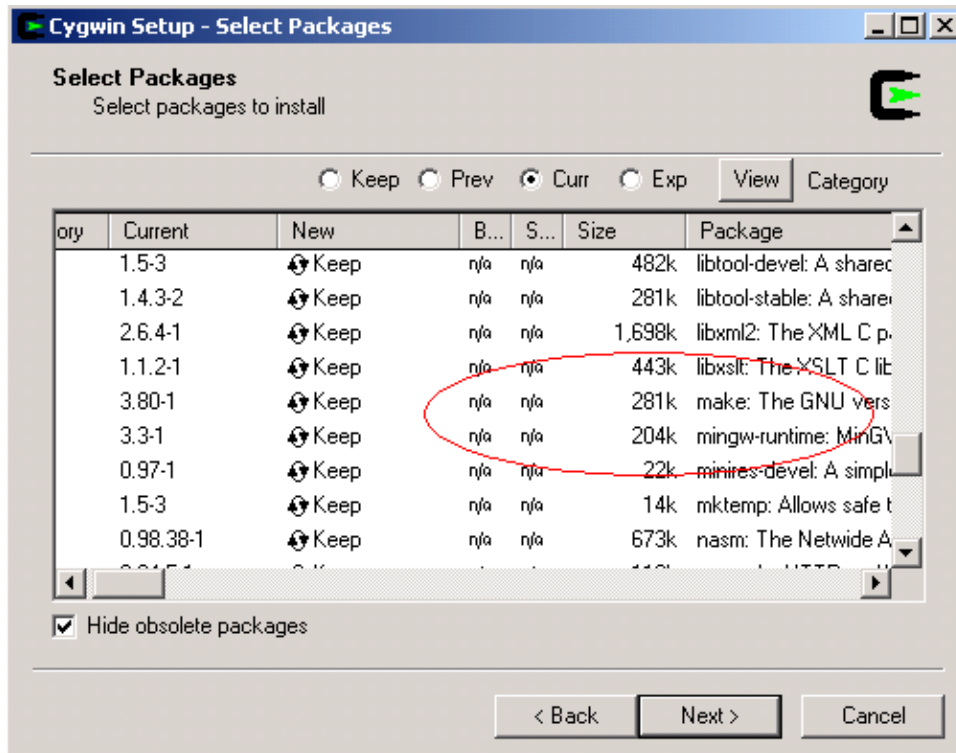 Cygwin Setup - Select Packages
Select Packages
Select packages to install
Keep Prev Curr Exp View Category
ory Current New B... S... Size Package
1.5-3 Keep n/a n/a 482k libtool-devel: A shared
1.4.3-2 Keep n/a n/a 281k libtool-stable: A share
2.6.4-1 Keep n/a n/a 1,698k libxml2: The XML C p
1.1.2-1 Keep n/a n/a 443k libxslt: The XSLT C lib
3.80-1 Keep n/a n/a 281k make: The GNU vers
3.3-1 Keep n/a n/a 204k mingw-runtime: MinG
0.97-1 Keep n/a n/a 22k minires-devel: A simpl
1.5-3 Keep n/a n/a 14k mktemp: Allows safe t
0.98.38-1 Keep n/a n/a 673k nasm: The Netwide A
Hide obsolete packages
< Back Next > Cancel